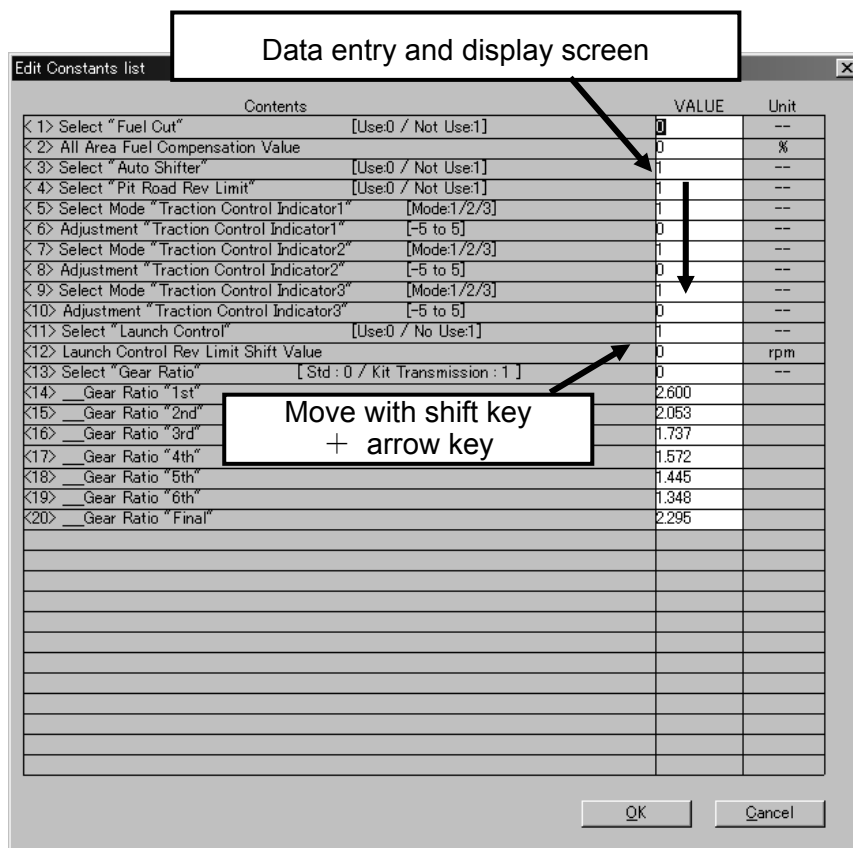 Data entry and display screen
Edit Constants list
Contents VALUE Unit
< 1> Select "Fuel Cut" [Use:0 / Not Use:1] 0 --
< 2> All Area Fuel Compensation Value 0 %
< 3> Select "Auto Shifter" [Use:0 / Not Use:1] 1 --
< 4> Select "Pit Road Rev Limit" [Use:0 / Not Use:1] 1 --
< 5> Select Mode "Traction Control Indicator1" [Mode:1/2/3] 1 --
< 6> Adjustment "Traction Control Indicator1" [-5 to 5] 0 --
< 7> Select Mode "Traction Control Indicator2" [Mode:1/2/3] 1 --
< 8> Adjustment "Traction Control Indicator2" [-5 to 5] 0 --
< 9> Select Mode "Traction Control Indicator3" [Mode:1/2/3] 1 --
<10> Adjustment "Traction Control Indicator3" [-5 to 5] 0 --
<11> Select "Launch Control" [Use:0 / No Use:1] 1 --
<12> Launch Control Rev Limit Shift Value 0 rpm
<13> Select "Gear Ratio" [ Std : 0 / Kit Transmission : 1 ] 0 --
<14> __Gear Ratio "1st" 2.600
<15> __Gear Ratio "2nd" 2.053
<16> __Gear Ratio "3rd" 1.737
<17> __Gear Ratio "4th" 1.572
<18> __Gear Ratio "5th" 1.445
<19> __Gear Ratio "6th" 1.348
<20> __Gear Ratio "Final" 2.295
Move with shift key
+ arrow key
OK Cancel